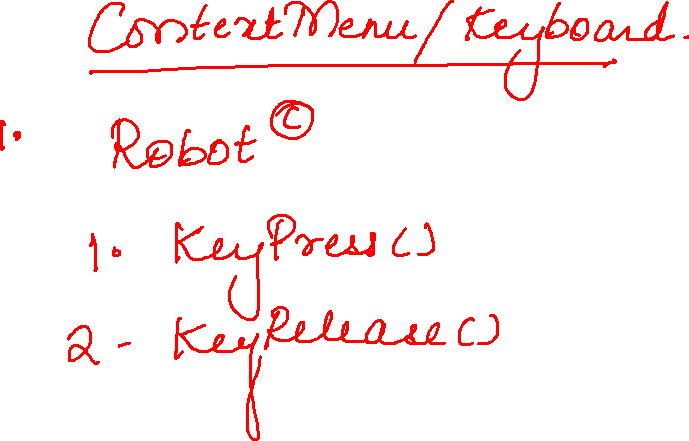 ContextMenu/Keyboard.
1. Robot ©
1. KeyPress()
2 - KeyRelease()